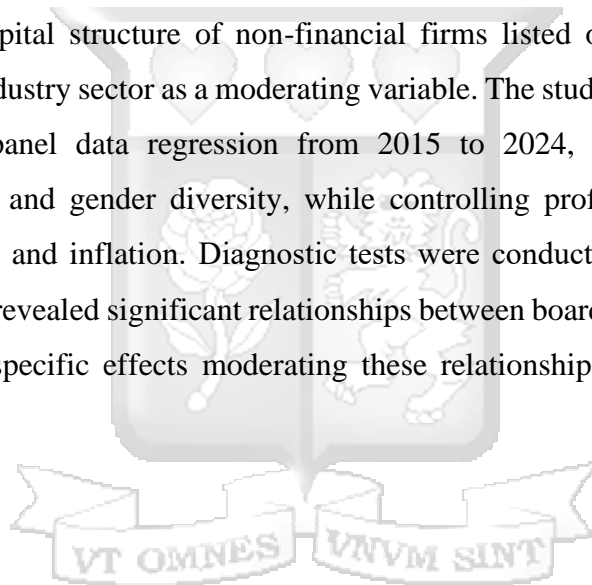 pital structure of non-financial firms listed o
dustry sector as a moderating variable. The stud
panel data regression from 2015 to 2024,
and gender diversity, while controlling prof
and inflation. Diagnostic tests were conduct
revealed significant relationships between board
specific effects moderating these relationship
VT OMNES VNVM SINT